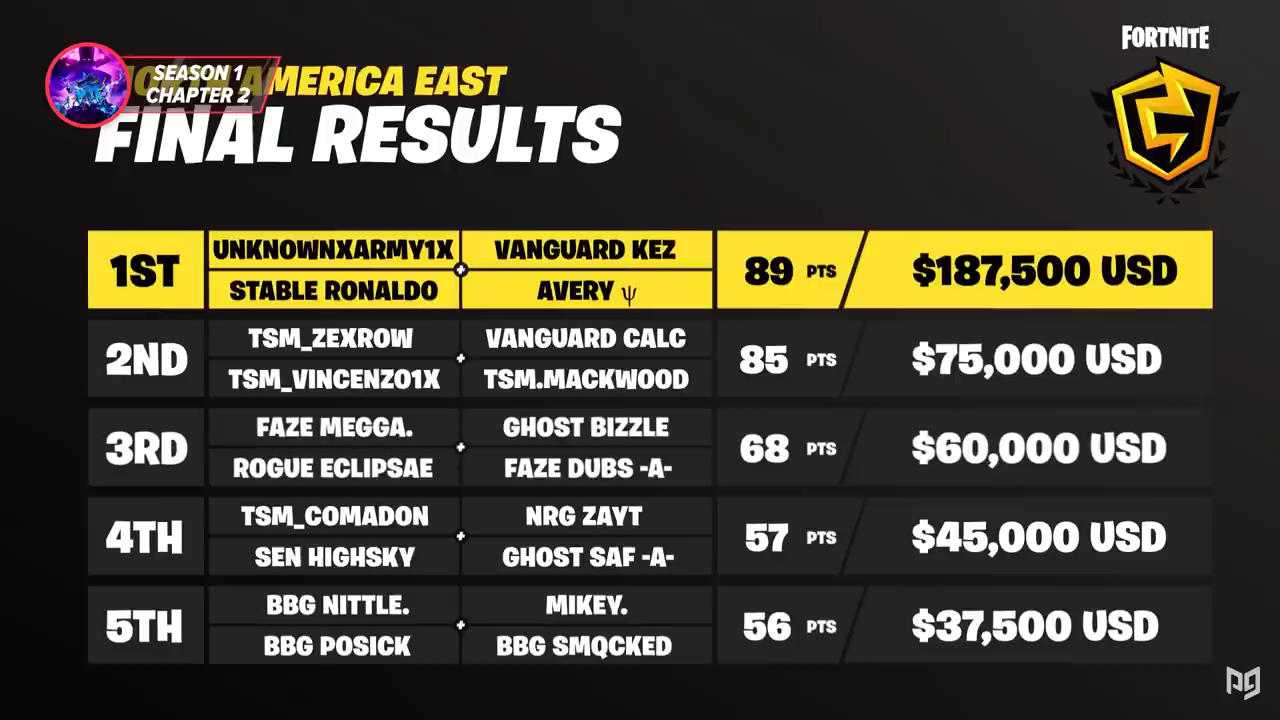 FORTNITE
SEASON 1
CHAPTER 2
AMERICA EAST
FINAL RESULTS
1ST
UNKNOWNXARMY1X
VANGUARD KEZ
STABLE RONALDO
AVERY ψ
89 PTS
$187,500 USD
2ND
TSM_ZEXROW
VANGUARD CALC
TSM_VINCENZO1X
TSM.MACKWOOD
85 PTS
$75,000 USD
3RD
FAZE MEGGA.
GHOST BIZZLE
ROGUE ECLIPSAE
FAZE DUBS -A-
68 PTS
$60,000 USD
4TH
TSM_COMADON
NRG ZAYT
SEN HIGHSKY
GHOST SAF -A-
57 PTS
$45,000 USD
5TH
BBG NITTLE.
MIKEY.
BBG POSICK
BBG SMQCKED
56 PTS
$37,500 USD